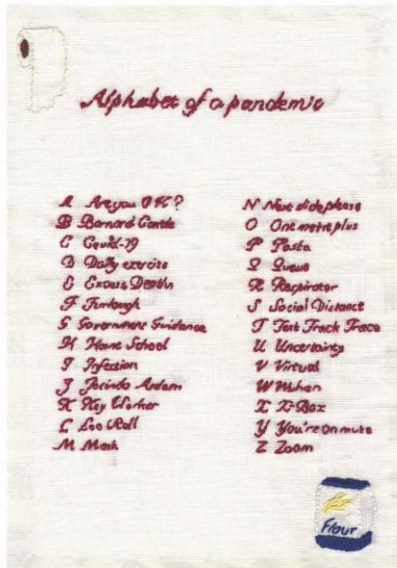 Alphabet of a pandemic
A Are you OK?
B Barnard Castle
C Covid-19
D Daily exercise
E Excess Deaths
F Furlough
G Government Guidance
H Home School
I Infection
J Jacinda Ardern
K Key Worker
L Loo Roll
M Mask
N Next slide please
O One metre plus
P Pasta
Q Queue
R Respirator
S Social Distance
T Test Track Trace
U Uncertainty
V Virtual
W Wuhan
X X-Box
Y You're on mute
Z Zoom
Flour